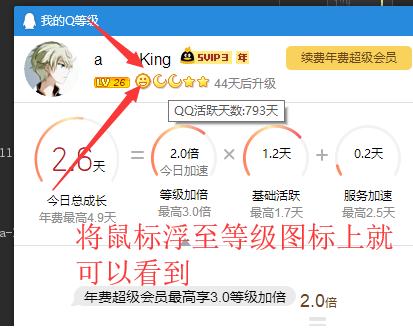 我的Q等级
a King SVIP3 年
续费年费超级会员
LV 26 44天后升级
QQ活跃天数:793天
2.6天 = 2.0倍 × 1.2天 + 0.2天
今日加速
今日总成长 等级加倍 基础活跃 服务加速
年费最高4.9天 最高3.0倍 最高1.7天 最高2.5天
将鼠标浮至等级图标上就
可以看到
年费超级会员最高享3.0等级加倍 2.0倍
11
a-